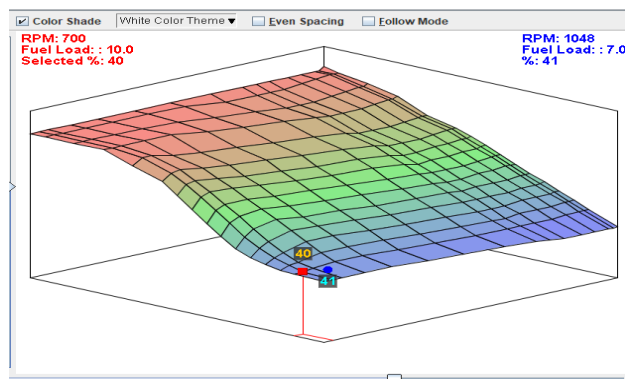 Color Shade White Color Theme Even Spacing Follow Mode
RPM: 700
Fuel Load: : 10.0
Selected %: 40
RPM: 1048
Fuel Load: : 7.0
%: 41
40
41